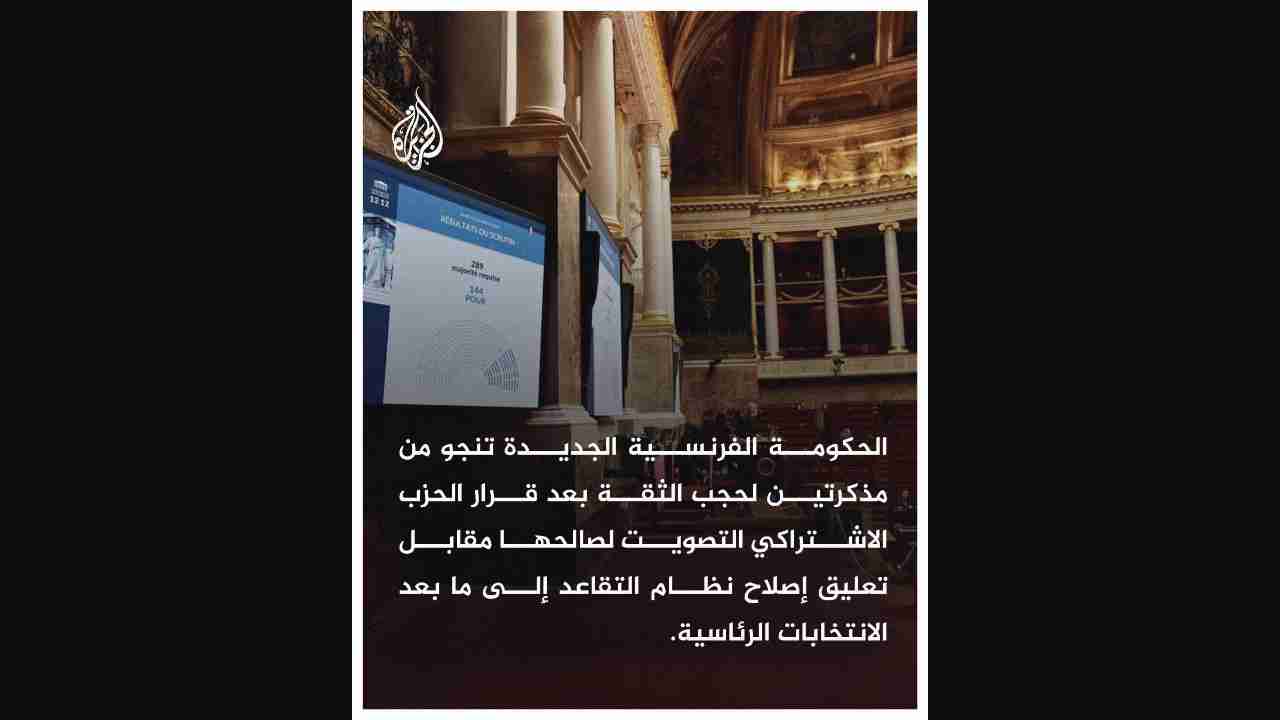 الجزيرة
12:12
RÉSULTATS DU SCRUTIN
289
majorité requise
144
POUR
الحكومة الفرنسية الجديدة تنجو من
مذكرتين لحجب الثقة بعد قرار الحزب
الاشتراكي التصويت لصالحها مقابل
تعليق إصلاح نظام التقاعد إلى ما بعد
الانتخابات الرئاسية.